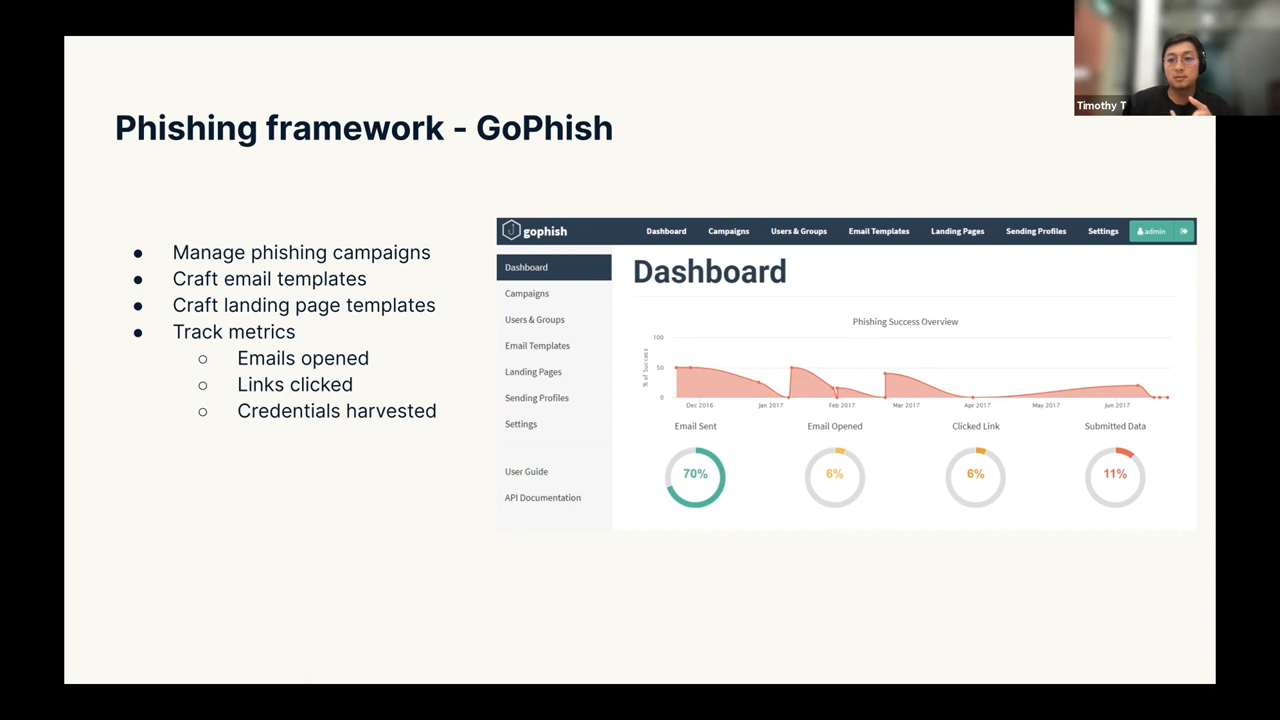 Timothy T
Phishing framework - GoPhish
● Manage phishing campaigns
● Craft email templates
● Craft landing page templates
● Track metrics
○ Emails opened
○ Links clicked
○ Credentials harvested
gophish Dashboard Campaigns Users & Groups Email Templates Landing Pages Sending Profiles Settings admin
Dashboard
Campaigns
Users & Groups
Email Templates
Landing Pages
Sending Profiles
Settings
User Guide
API Documentation
Dashboard
Phishing Success Overview
% of Success
100
50
0
Dec 2016 Jan 2017 Feb 2017 Mar 2017 Apr 2017 May 2017 Jun 2017
Email Sent Email Opened Clicked Link Submitted Data
70% 6% 6% 11%